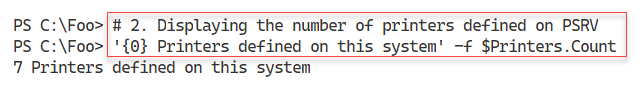 PS C:\Foo> # 2. Displaying the number of printers defined on PSRV
PS C:\Foo> '{0} Printers defined on this system' -f $Printers.Count
7 Printers defined on this system